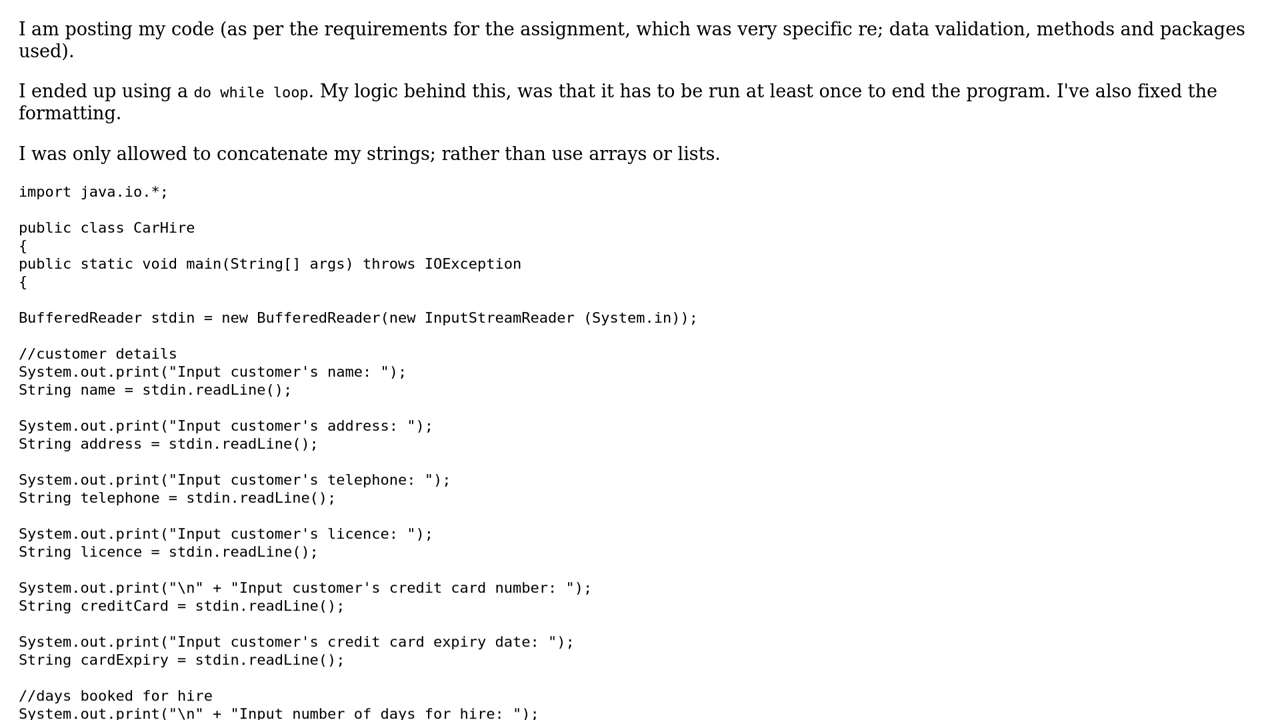 I am posting my code (as per the requirements for the assignment, which was very specific re; data validation, methods and packages
used).
I ended up using a do while loop. My logic behind this, was that it has to be run at least once to end the program. I've also fixed the
formatting.
I was only allowed to concatenate my strings; rather than use arrays or lists.
import java.io.*;
public class CarHire
{
public static void main(String[] args) throws IOException
{
BufferedReader stdin = new BufferedReader(new InputStreamReader (System.in));
//customer details
System.out.print("Input customer's name: ");
String name = stdin.readLine();
System.out.print("Input customer's address: ");
String address = stdin.readLine();
System.out.print("Input customer's telephone: ");
String telephone = stdin.readLine();
System.out.print("Input customer's licence: ");
String licence = stdin.readLine();
System.out.print("\n" + "Input customer's credit card number: ");
String creditCard = stdin.readLine();
System.out.print("Input customer's credit card expiry date: ");
String cardExpiry = stdin.readLine();
//days booked for hire
System.out.print("\n" + "Input number of days for hire: ");